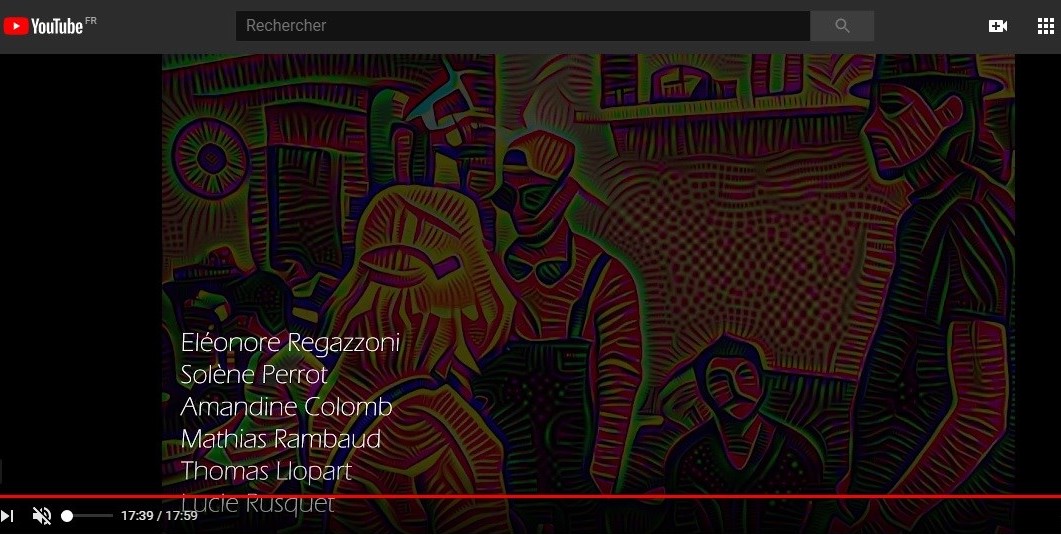 YouTube FR
Rechercher
Eléonore Regazzoni
Solène Perrot
Amandine Colomb
Mathias Rambaud
Thomas Llopart
Lucie Rusquet
17:39 / 17:59